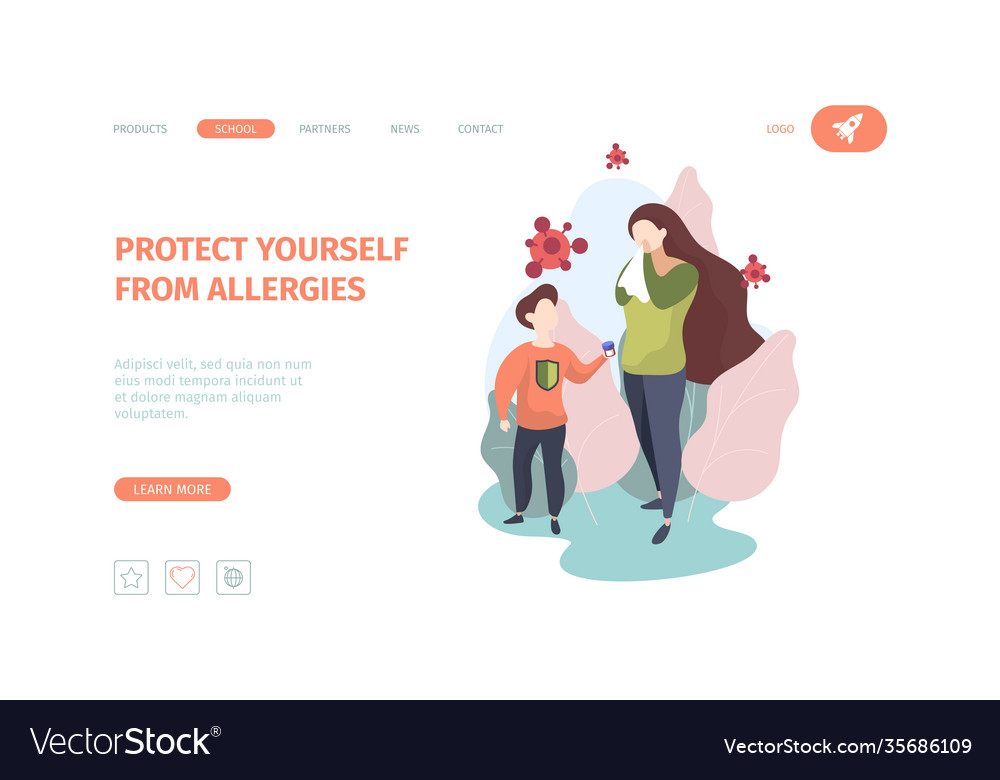 PRODUCTS SCHOOL PARTNERS NEWS CONTACT LOGO
PROTECT YOURSELF
FROM ALLERGIES
Adipisci velit, sed quia non num
eius modi tempora incidunt ut
et dolore magnam aliquam
voluptatem.
LEARN MORE
VectorStock®
VectorStock.com/35686109